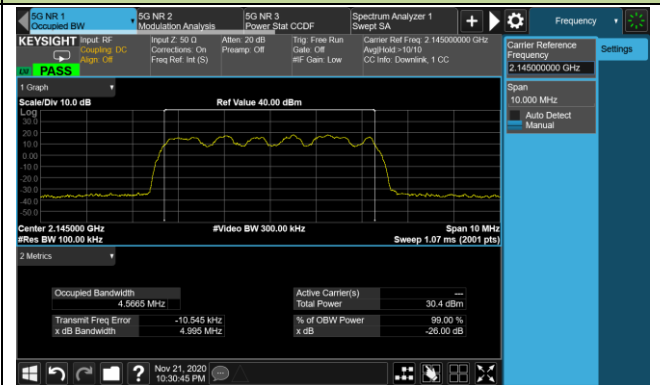 5G NR 1
Occupied BW
5G NR 2
Modulation Analysis
5G NR 3
Power Stat CCDF
Spectrum Analyzer 1
Swept SA
Frequency
KEYSIGHT
Input: RF
Coupling: DC
Align: Off
Input Z: 50 Ω
Corrections: On
Freq Ref: Int (S)
Atten: 20 dB
Preamp: Off
Trig: Free Run
Gate: Off
#IF Gain: Low
Carrier Ref Freq: 2.145000000 GHz
Avg|Hold:>10/10
CC Info: Downlink, 1 CC
PASS
Carrier Reference
Frequency
2.145000000 GHz
Settings
Span
10.000 MHz
Auto Detect
Manual
1 Graph
Scale/Div 10.0 dB
Ref Value 40.00 dBm
Log
30.0
20.0
10.0
0.00
-10.0
-20.0
-30.0
-40.0
-50.0
Center 2.145000 GHz
#Video BW 300.00 kHz
Span 10 MHz
#Res BW 100.00 kHz
Sweep 1.07 ms (2001 pts)
2 Metrics
Occupied Bandwidth
4.5665 MHz
Active Carrier(s)
---
Total Power
30.4 dBm
Transmit Freq Error
-10.545 kHz
% of OBW Power
99.00 %
x dB Bandwidth
4.995 MHz
x dB
-26.00 dB
?
Nov 21, 2020
10:30:45 PM